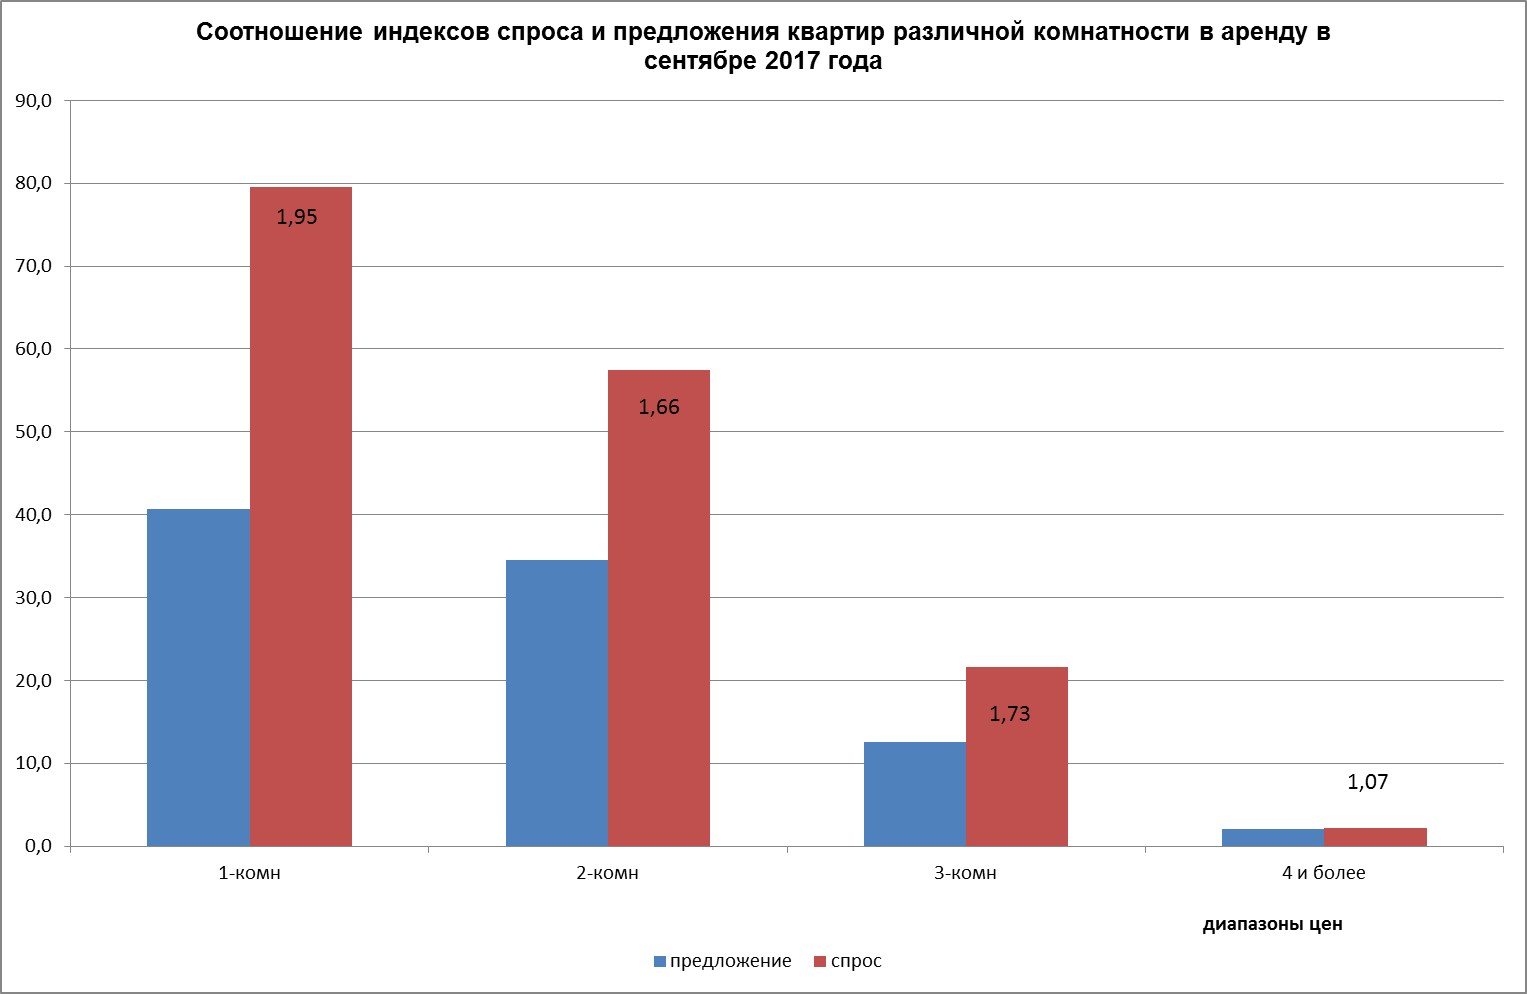 Соотношение индексов спроса и предложения квартир различной комнатности в аренду в
сентябре 2017 года
90,0
80,0
70,0
60,0
50,0
40,0
30,0
20,0
10,0
0,0
1,95
1,66
1,73
1,07
1-комн
2-комн
3-комн
4 и более
диапазоны цен
предложение
спрос